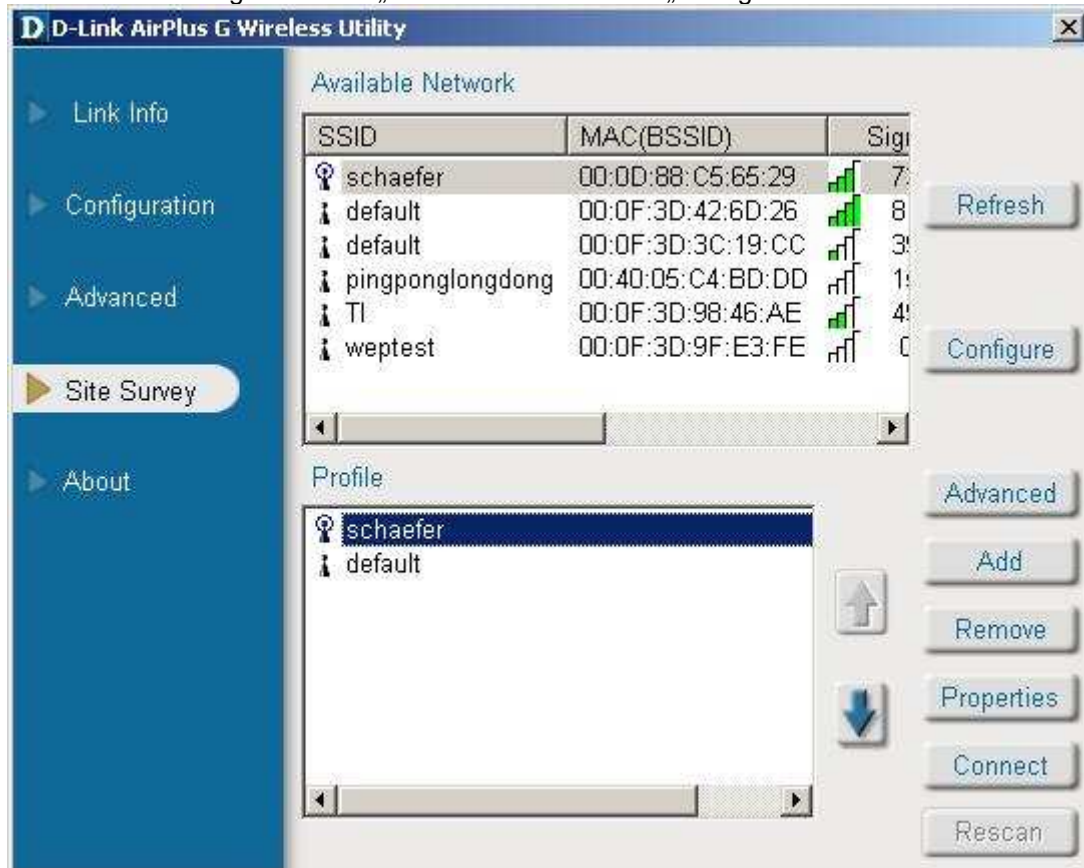 D-Link AirPlus G Wireless Utility
Link Info
Configuration
Advanced
Site Survey
About
Available Network
SSID MAC(BSSID)
schaefer 00:0D:88:C5:65:29
default 00:0F:3D:42:6D:26
default 00:0F:3D:3C:19:CC
pingponglongdong 00:40:05:C4:BD:DD
TI 00:0F:3D:98:46:AE
weptest 00:0F:3D:9F:E3:FE
Refresh
Configure
Profile
schaefer
default
Advanced
Add
Remove
Properties
Connect
Rescan